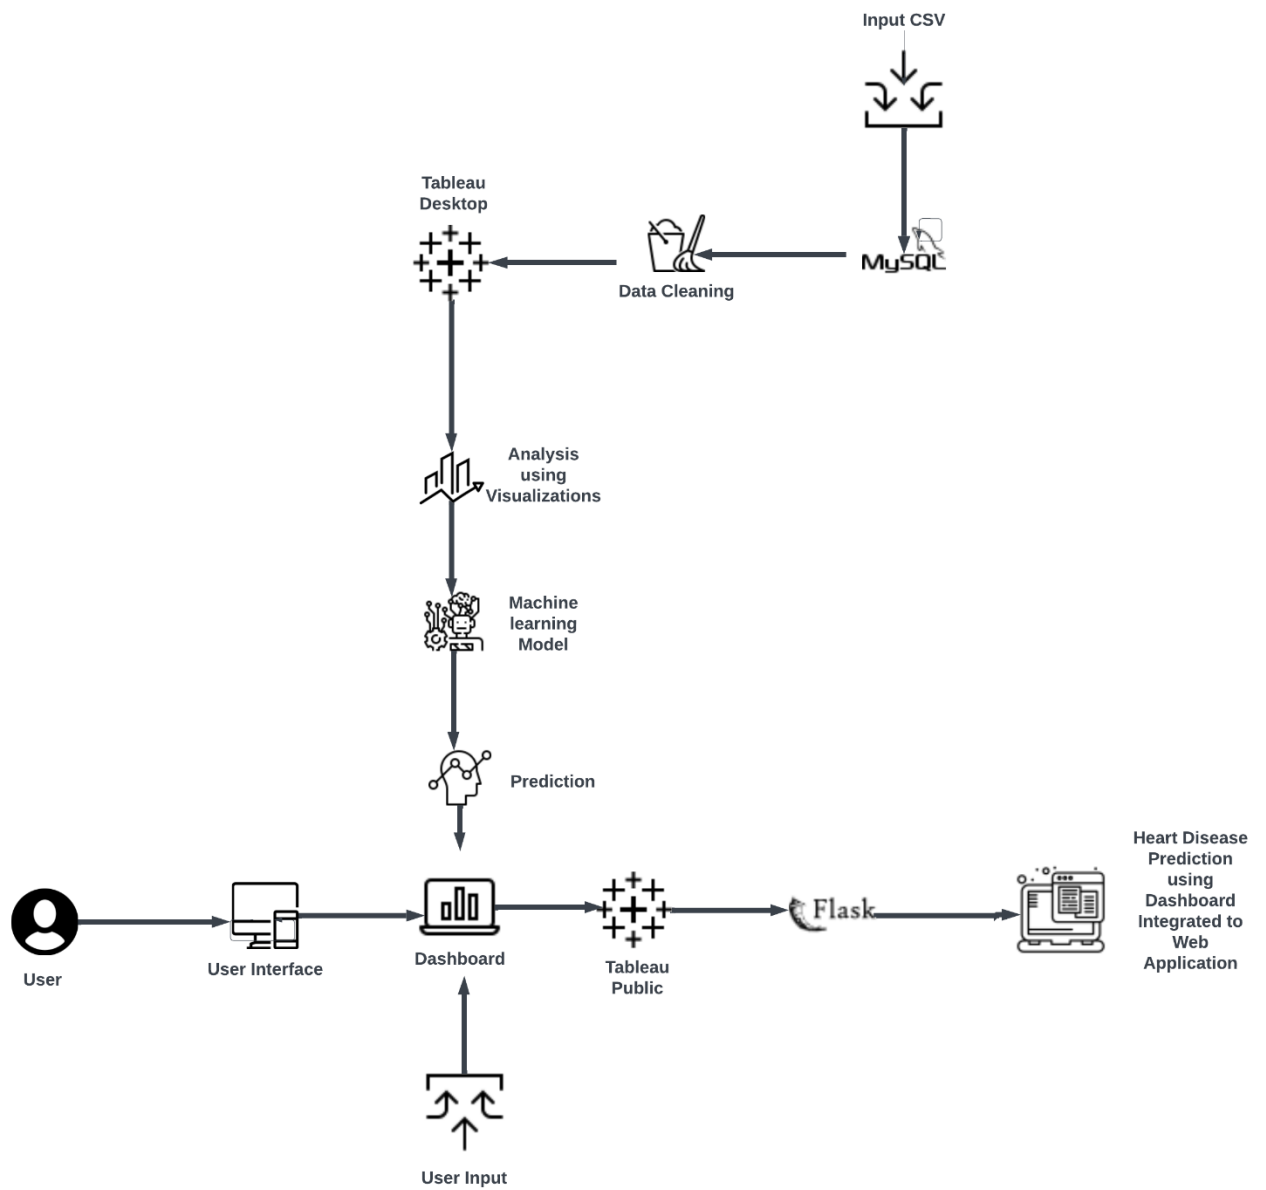 Input CSV
MySQL
Tableau
Desktop
Data Cleaning
Analysis
using
Visualizations
Machine
learning
Model
Prediction
User
User Interface
Dashboard
Tableau
Public
Flask
Heart Disease
Prediction
using
Dashboard
Integrated to
Web
Application
User Input